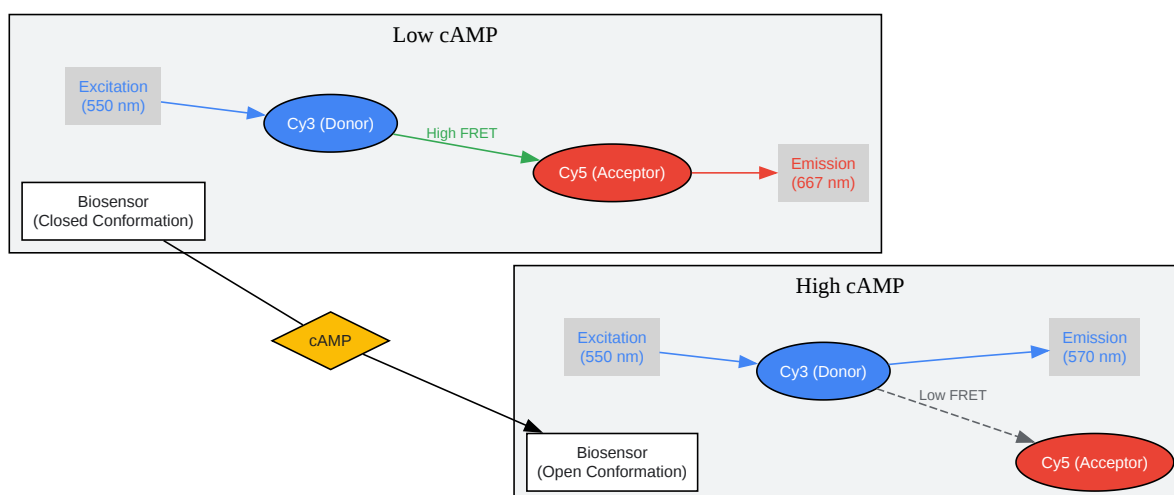 Low cAMP
Excitation
(550 nm)
Cy3 (Donor)
High FRET
Cy5 (Acceptor)
Emission
(667 nm)
Biosensor
(Closed Conformation)
cAMP
High cAMP
Excitation
(550 nm)
Cy3 (Donor)
Emission
(570 nm)
Low FRET
Cy5 (Acceptor)
Biosensor
(Open Conformation)